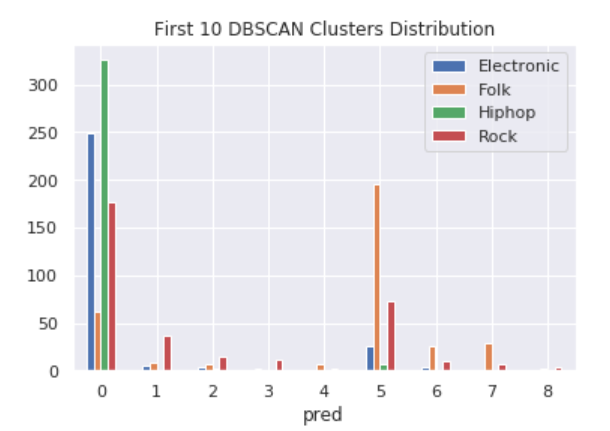 First 10 DBSCAN Clusters Distribution
Electronic
Folk
Hiphop
Rock
300
250
200
150
100
50
0
0 1 2 3 4 5 6 7 8
pred